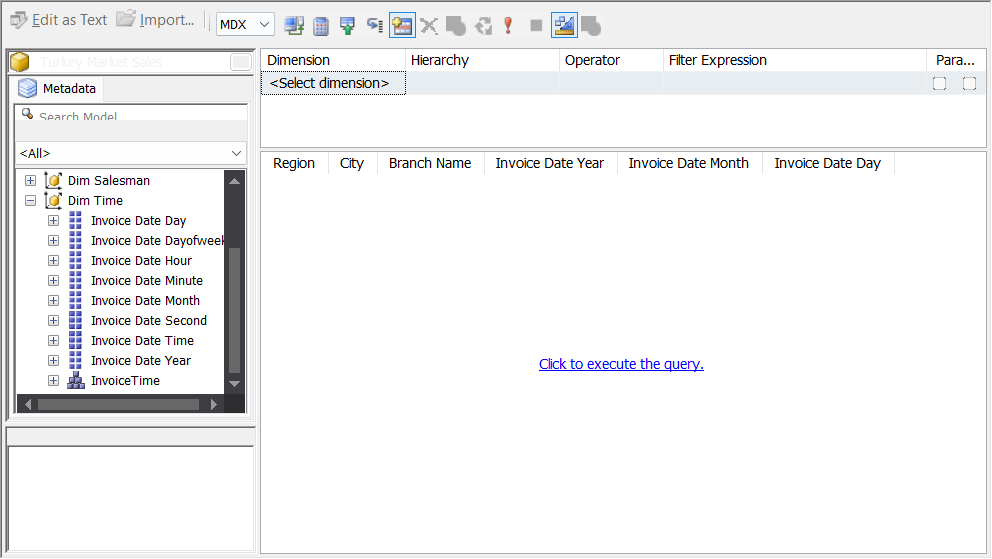 Edit as Text Import... MDX
Turkey Market Sales
Metadata
Search Model
<All>
Dim Salesman
Dim Time
Invoice Date Day
Invoice Date Dayofweek
Invoice Date Hour
Invoice Date Minute
Invoice Date Month
Invoice Date Second
Invoice Date Time
Invoice Date Year
InvoiceTime
Dimension Hierarchy Operator Filter Expression Para...
<Select dimension>
Region City Branch Name Invoice Date Year Invoice Date Month Invoice Date Day
Click to execute the query.